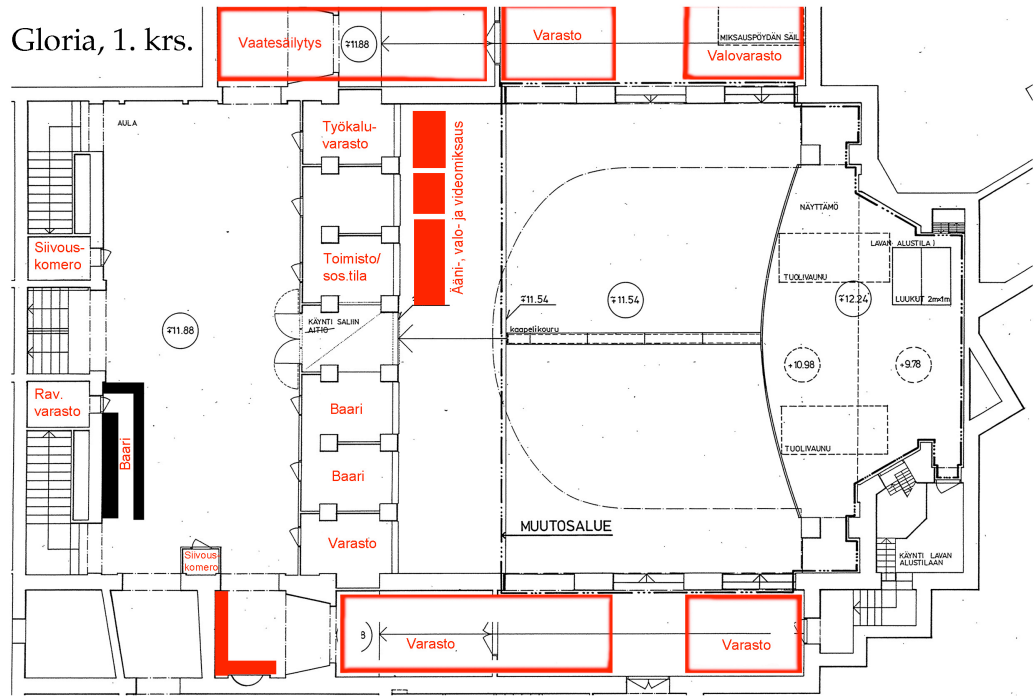 Gloria, 1. krs.
Vaatesäilytys
∓11.88
Varasto
MIKSAUSPÖYDÄN SÄIL
Valovarasto
AULA
Työkalu-
varasto
Ääni-, valo- ja videomiksaus
NÄYTTÄMÖ
Siivous-
komero
Toimisto/
sos.tila
LAVAN ALUSTILA
TUOLIVAUNU
LUUKUT 2m×1m
∓11.88
KÄYNTI SALIIN
AITIO
∓11.54
∓11.54
∓12.24
kaapelikouru
+10.98
+9.78
Rav.
varasto
Baari
Baari
Baari
TUOLIVAUNU
MUUTOSALUE
Varasto
Siivous-
komero
KÄYNTI LAVAN
ALUSTILAAN
8
Varasto
Varasto